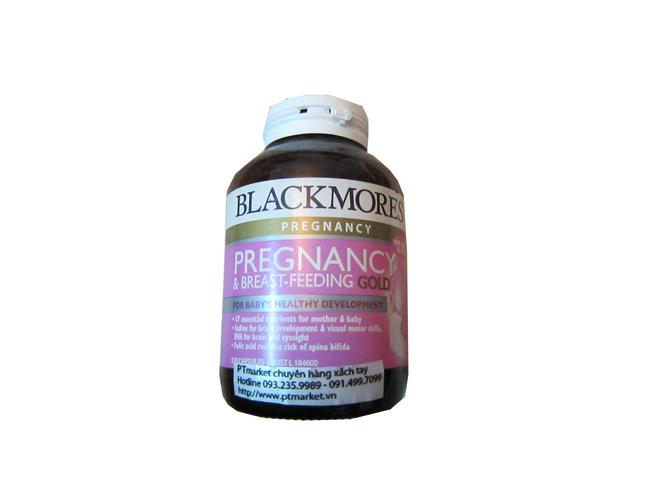 BLACKMORES
PREGNANCY
PREGNANCY
& BREAST-FEEDING GOLD
FOR BABY'S HEALTHY DEVELOPMENT
• 17 essential nutrients for mother & baby
• Iodine for brain development & visual motor skills,
DHA for brain and eyesight
• Folic acid reduces risk of spina bifida
CAPSULES AUST L 184600
PTmarket chuyên hàng xách tay
Hotline 093.235.9989 - 091.499.7099
http://www.ptmarket.vn